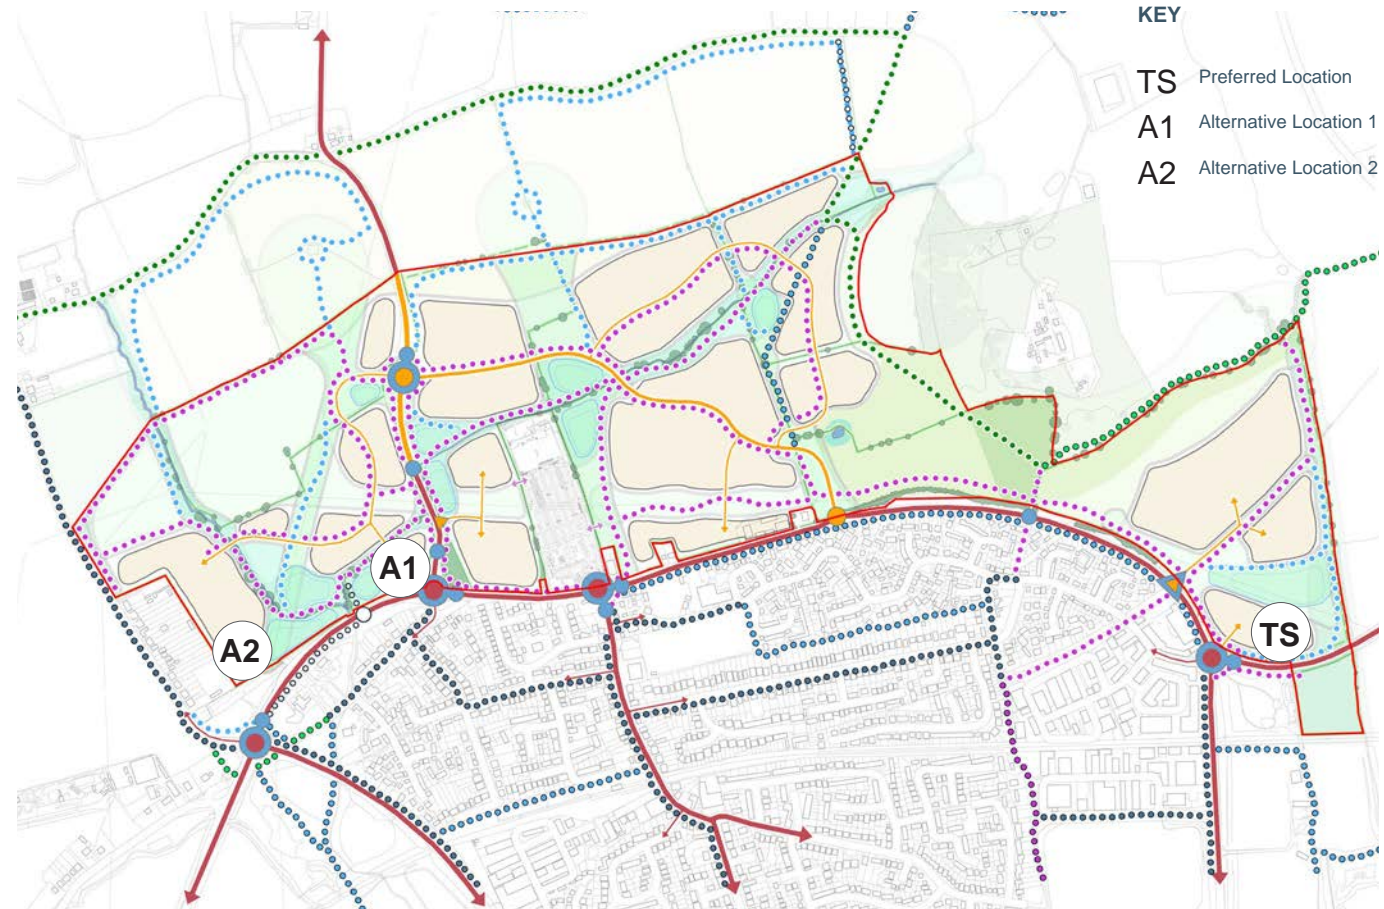 KEY
TS Preferred Location
A1 Alternative Location 1
A2 Alternative Location 2
A1
A2
TS